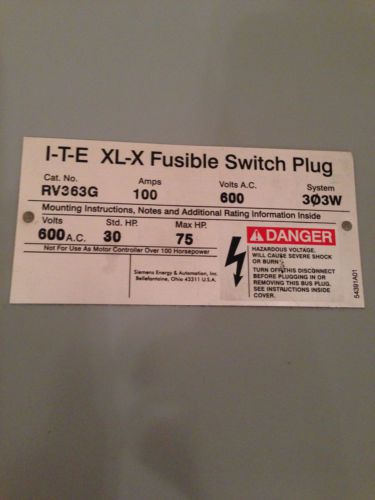 I-T-E XL-X Fusible Switch Plug
Cat. No. Amps Volts A.C. System
RV363G 100 600 3Ø3W
Mounting Instructions, Notes and Additional Rating Information Inside
Volts Std. HP. Max HP.
600 A.C. 30 75
Not For Use As Motor Controller Over 100 Horsepower
Siemens Energy & Automation, Inc.
Bellefontaine, Ohio 43311 U.S.A.
DANGER
HAZARDOUS VOLTAGE.
WILL CAUSE SEVERE SHOCK
OR BURN.
TURN OFF THIS DISCONNECT
BEFORE PLUGGING IN OR
REMOVING THIS BUS PLUG.
SEE INSTRUCTIONS INSIDE
COVER.
54391A01